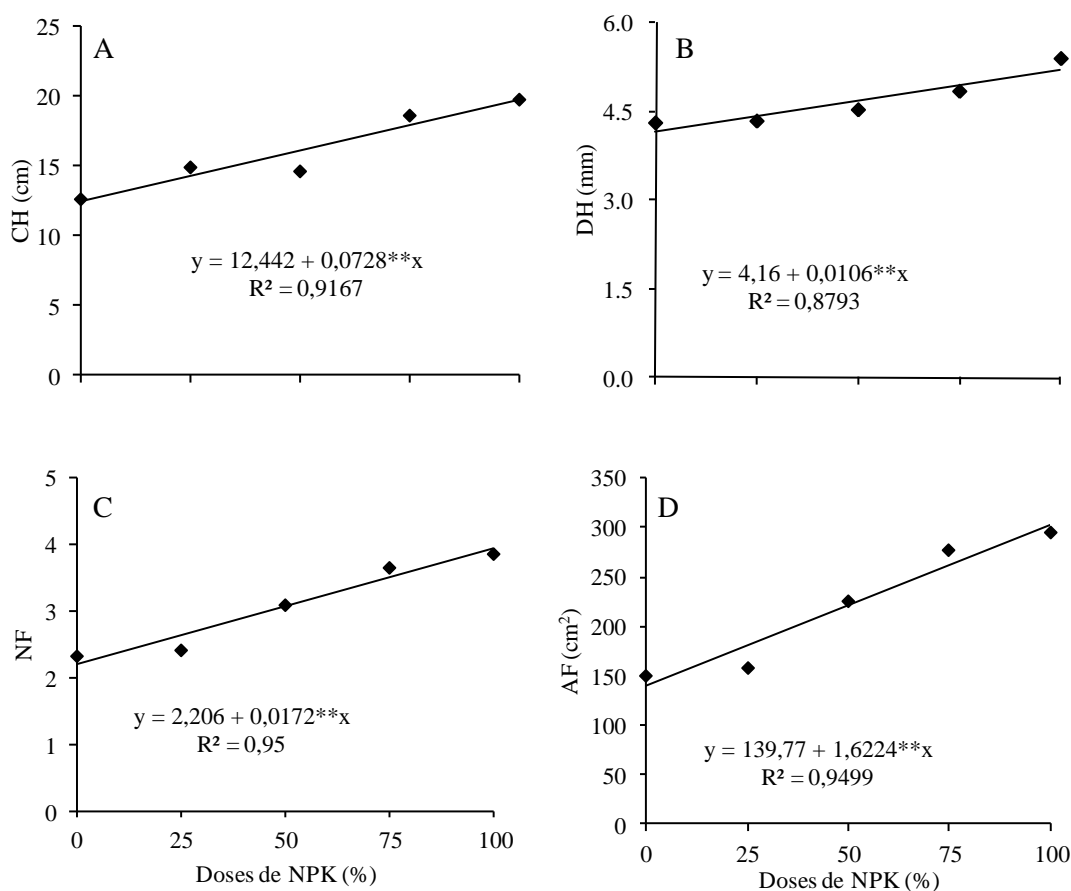 A
25
20
15
10
5
0
CH (cm)
y = 12,442 + 0,0728**x
R² = 0,9167
B
6.0
4.5
3.0
1.5
0.0
DH (mm)
y = 4,16 + 0,0106**x
R² = 0,8793
C
5
4
3
2
1
0
NF
y = 2,206 + 0,0172**x
R² = 0,95
0 25 50 75 100
Doses de NPK (%)
D
350
300
250
200
150
100
50
0
AF (cm²)
y = 139,77 + 1,6224**x
R² = 0,9499
0 25 50 75 100
Doses de NPK (%)